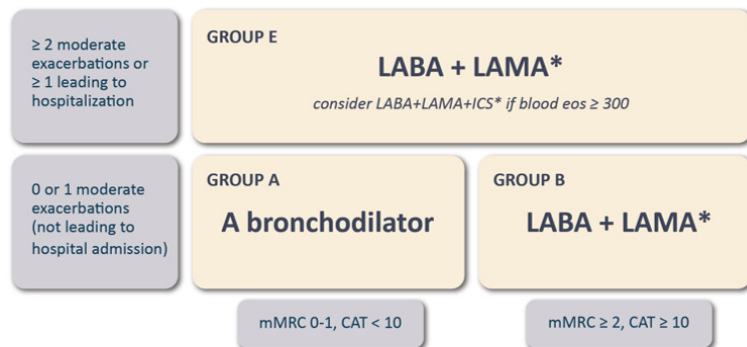 ≥ 2 moderate
exacerbations or
≥ 1 leading to
hospitalization
GROUP E
LABA + LAMA*
consider LABA+LAMA+ICS* if blood eos ≥ 300
0 or 1 moderate
exacerbations
(not leading to
hospital admission)
GROUP A
A bronchodilator
GROUP B
LABA + LAMA*
mMRC 0-1, CAT < 10
mMRC ≥ 2, CAT ≥ 10